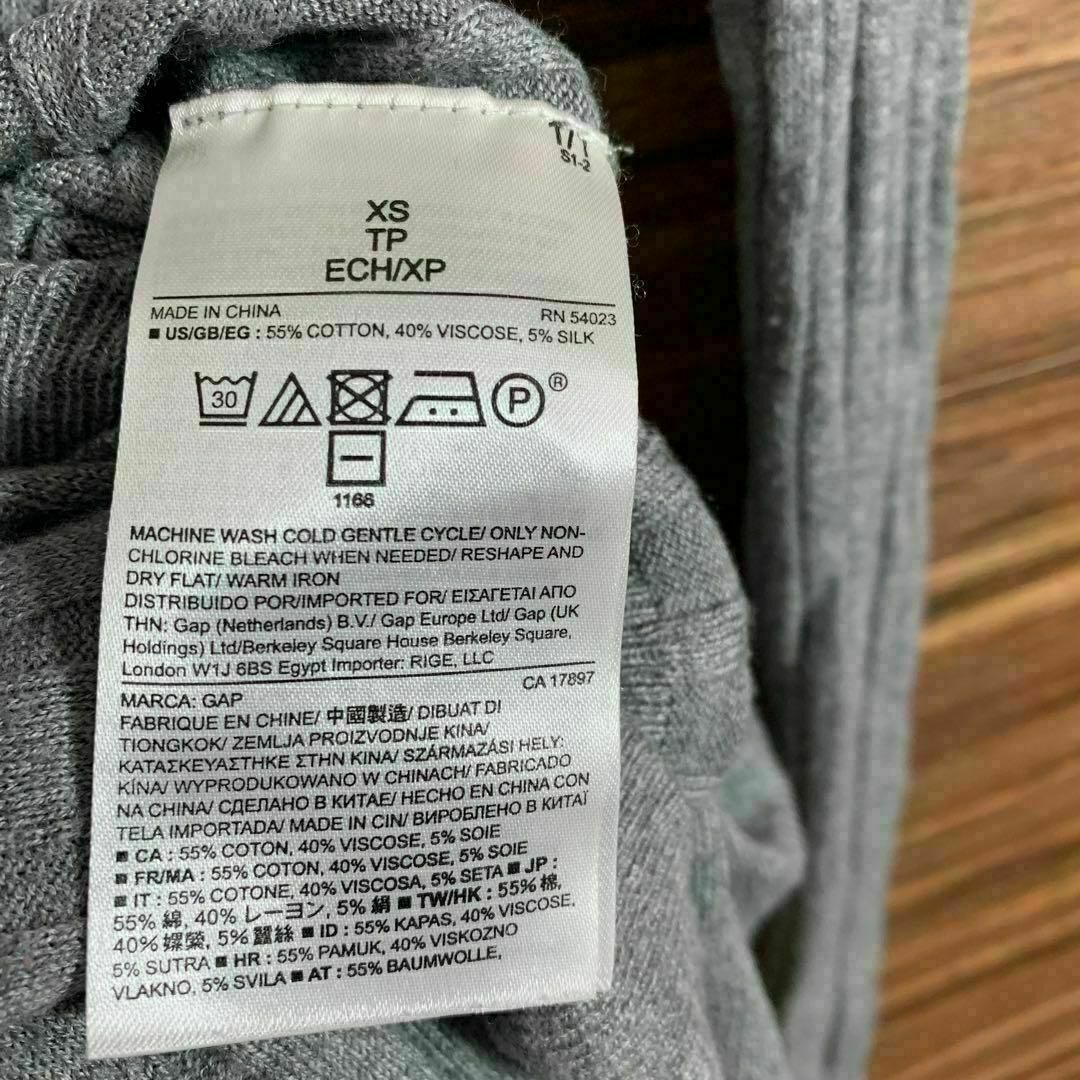 T/T
S1-2
XS
TP
ECH/XP
MADE IN CHINA RN 54023
■ US/GB/EG : 55% COTTON, 40% VISCOSE, 5% SILK
30 P ®
1166
MACHINE WASH COLD GENTLE CYCLE/ ONLY NON-
CHLORINE BLEACH WHEN NEEDED/ RESHAPE AND
DRY FLAT/ WARM IRON
DISTRIBUIDO POR/IMPORTED FOR/ ΕΙΣΑΓΕΤΑΙ ΑΠΟ
THN: Gap (Netherlands) B.V./ Gap Europe Ltd/ Gap (UK
Holdings) Ltd/Berkeley Square House Berkeley Square,
London W1J 6BS Egypt Importer: RIGE, LLC
CA 17897
MARCA: GAP
FABRIQUE EN CHINE/ 中國製造/ DIBUAT DI
TIONGKOK/ ZEMLJA PROIZVODNJE KINA/
ΚΑΤΑΣΚΕΥΑΣΤΗΚΕ ΣΤΗΝ ΚΙΝΑ/ SZÁRMAZÁSI HELY:
KÍNA/ WYPRODUKOWANO W CHINACH/ FABRICADO
NA CHINA/ СДЕЛАНО В КИТАЕ/ HECHO EN CHINA CON
TELA IMPORTADA/ MADE IN CIN/ ВИРОБЛЕНО В КИТАЇ
■ CA : 55% COTON, 40% VISCOSE, 5% SOIE
■ FR/MA : 55% COTON, 40% VISCOSE, 5% SOIE
■ IT : 55% COTONE, 40% VISCOSA, 5% SETA ■ JP :
55% 綿, 40% レーヨン, 5% 絹 ■ TW/HK : 55% 棉,
40% 嫘縈, 5% 蠶絲 ■ ID : 55% KAPAS, 40% VISCOSE,
5% SUTRA ■ HR : 55% PAMUK, 40% VISKOZNO
VLAKNO, 5% SVILA ■ AT : 55% BAUMWOLLE,